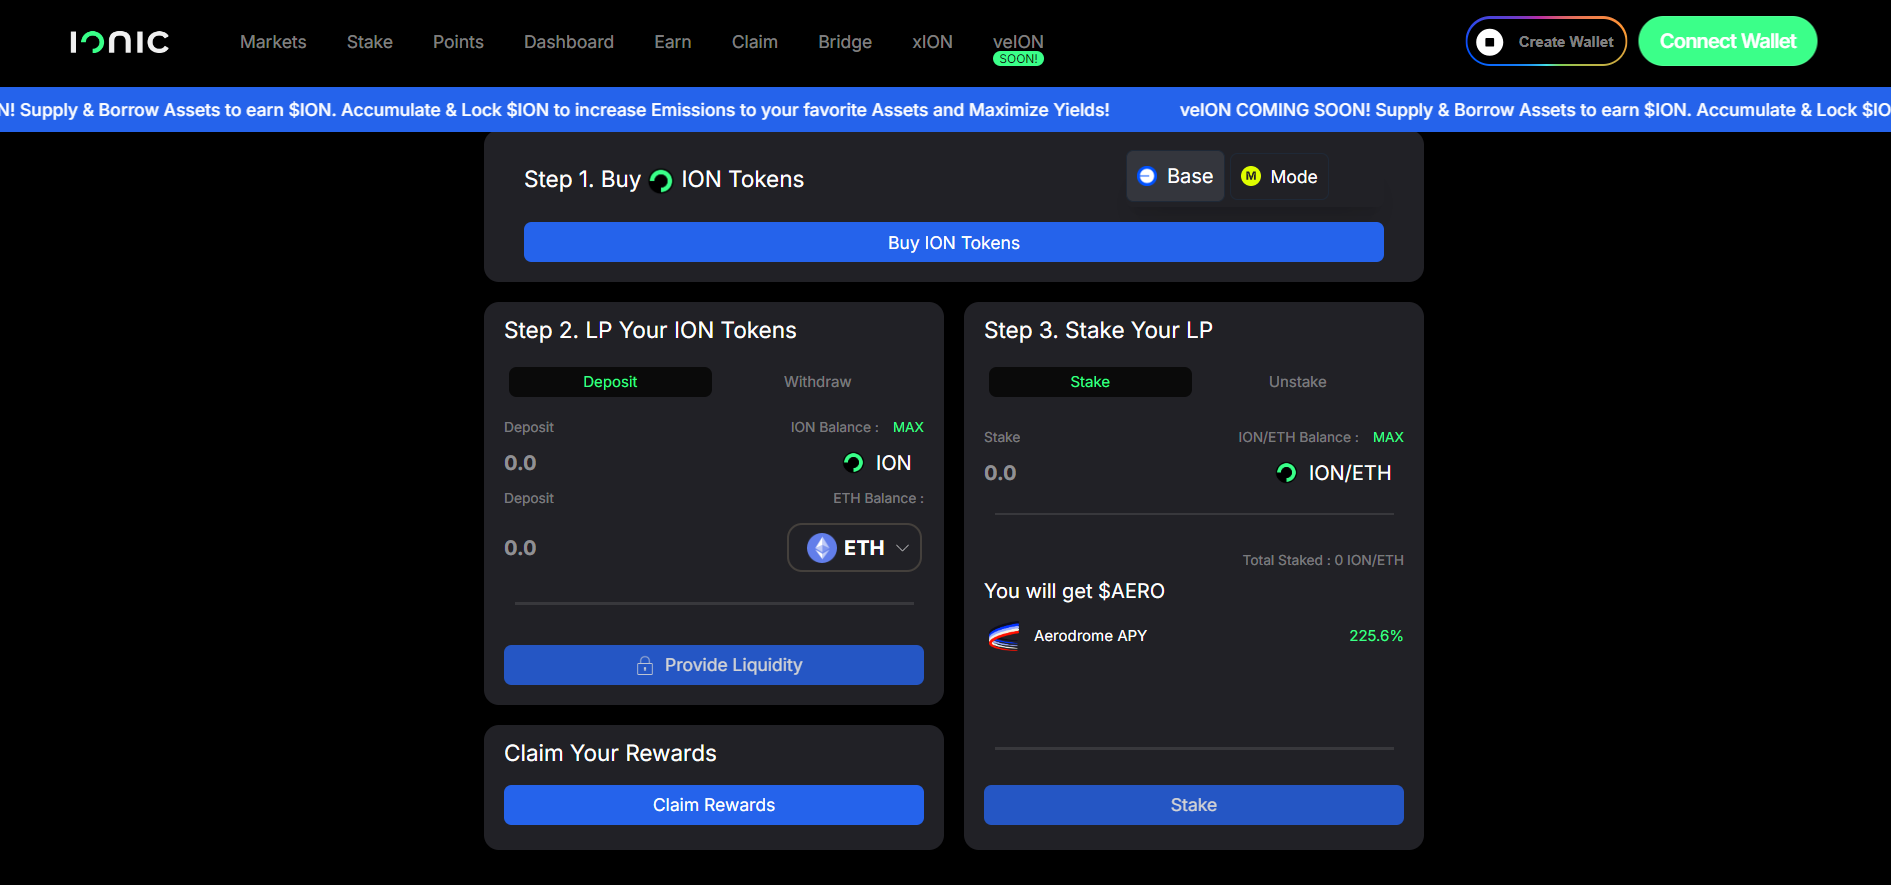 IONIC
Markets Stake Points Dashboard Earn Claim Bridge xION veION
SOON!
Create Wallet
Connect Wallet
N! Supply & Borrow Assets to earn $ION. Accumulate & Lock $ION to increase Emissions to your favorite Assets and Maximize Yields! veION COMING SOON! Supply & Borrow Assets to earn $ION. Accumulate & Lock $IO
Step 1. Buy ION Tokens
Base
M Mode
Buy ION Tokens
Step 2. LP Your ION Tokens
Deposit Withdraw
Deposit ION Balance : MAX
0.0 ION
Deposit ETH Balance :
0.0 ETH
Provide Liquidity
Claim Your Rewards
Claim Rewards
Step 3. Stake Your LP
Stake Unstake
Stake ION/ETH Balance : MAX
0.0 ION/ETH
Total Staked : 0 ION/ETH
You will get $AERO
Aerodrome APY 225.6%
Stake